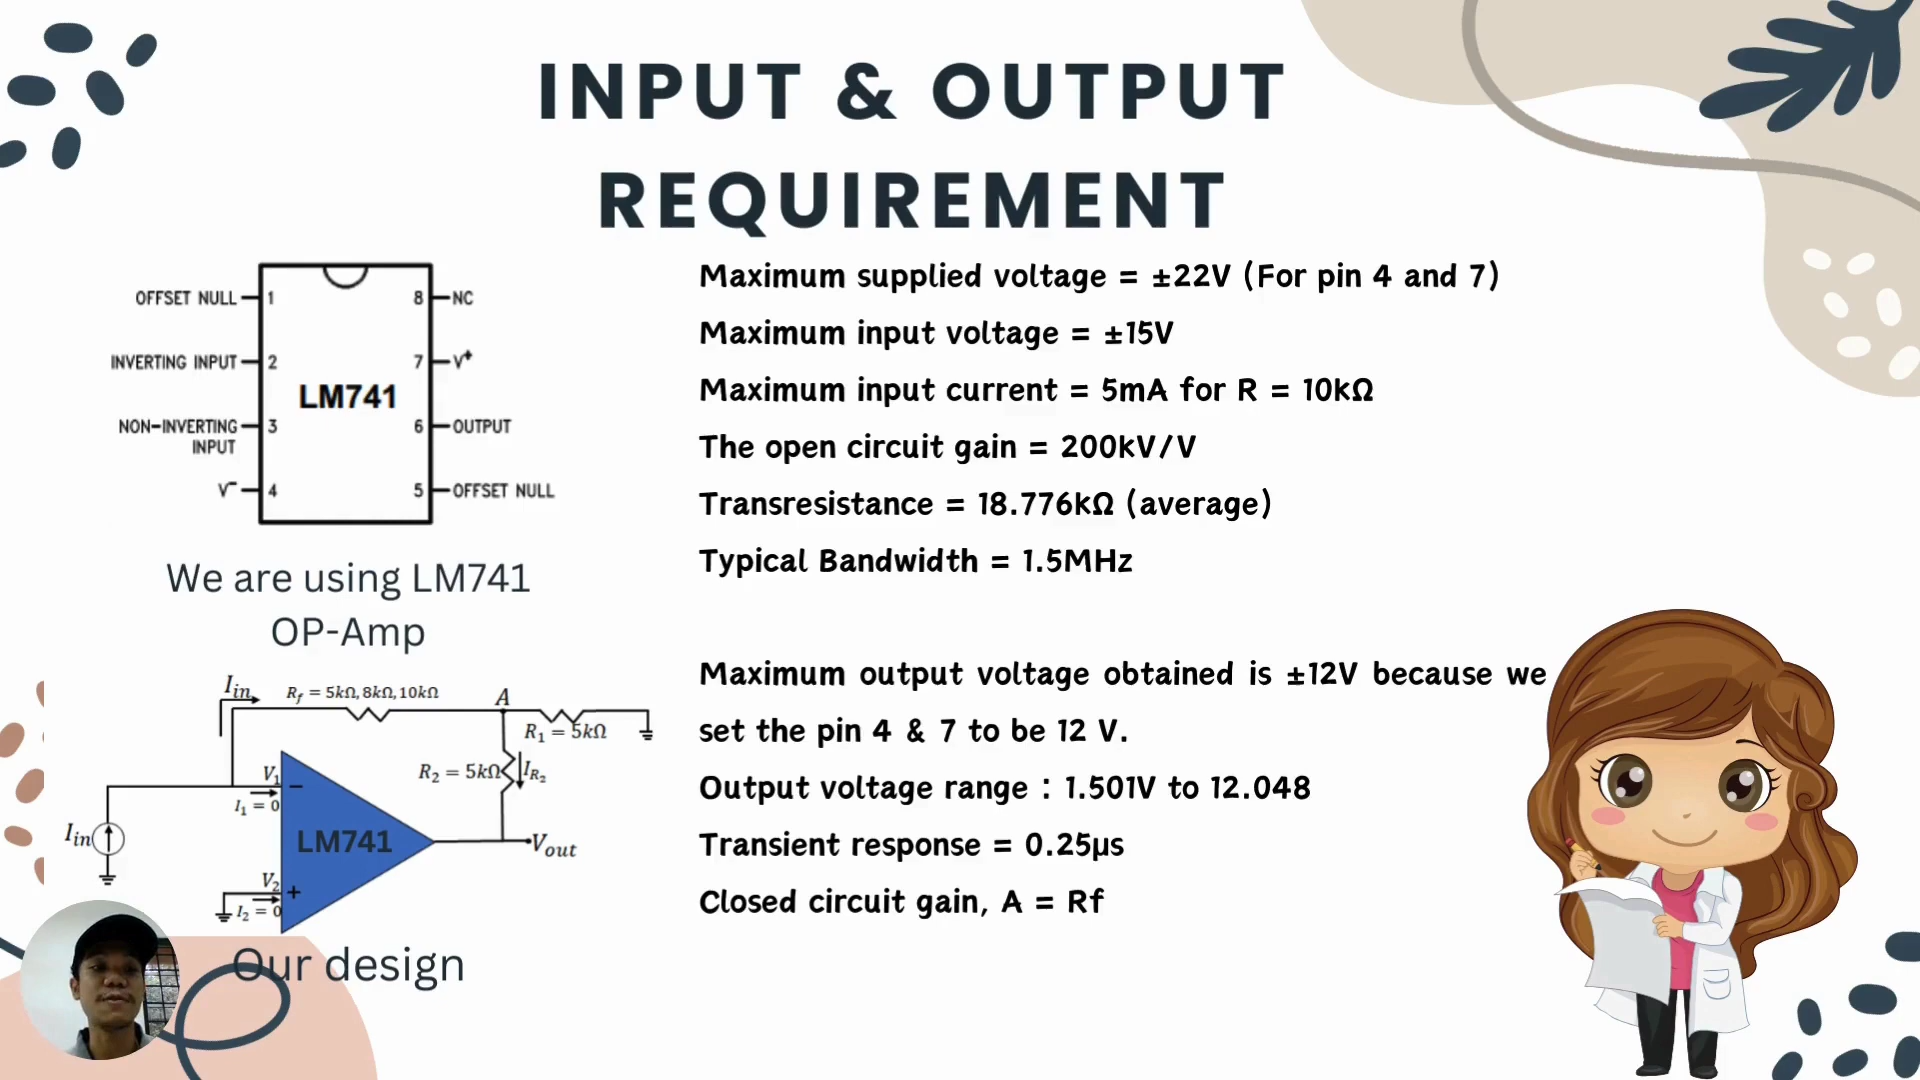 INPUT & OUTPUT
REQUIREMENT
OFFSET NULL 1
8 NC
INVERTING INPUT 2
7 V⁺
LM741
NON-INVERTING 3
INPUT
6 OUTPUT
V⁻ 4
5 OFFSET NULL
We are using LM741
OP-Amp
Iin
Rf = 5kΩ, 8kΩ, 10kΩ
A
R1 = 5kΩ
R2 = 5kΩ
IR2
V1
−
I1 = 0
Iin
LM741
Vout
V2
+
I2 = 0
Our design
Maximum supplied voltage = ±22V (For pin 4 and 7)
Maximum input voltage = ±15V
Maximum input current = 5mA for R = 10kΩ
The open circuit gain = 200kV/V
Transresistance = 18.776kΩ (average)
Typical Bandwidth = 1.5MHz
Maximum output voltage obtained is ±12V because we
set the pin 4 & 7 to be 12 V.
Output voltage range : 1.501V to 12.048
Transient response = 0.25µs
Closed circuit gain, A = Rf